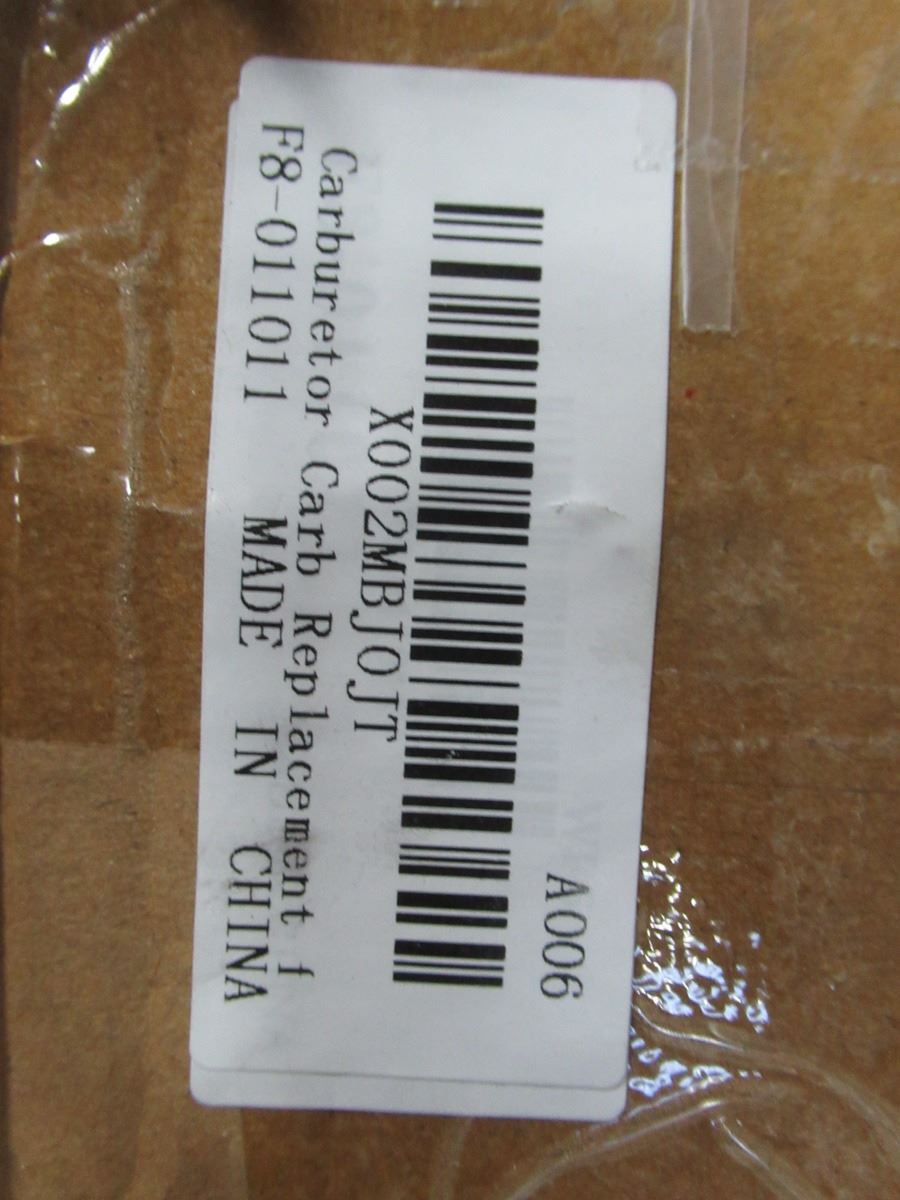 A006
X002MBJOJT
Carburetor Carb Replacement f
F8-011011 MADE IN CHINA